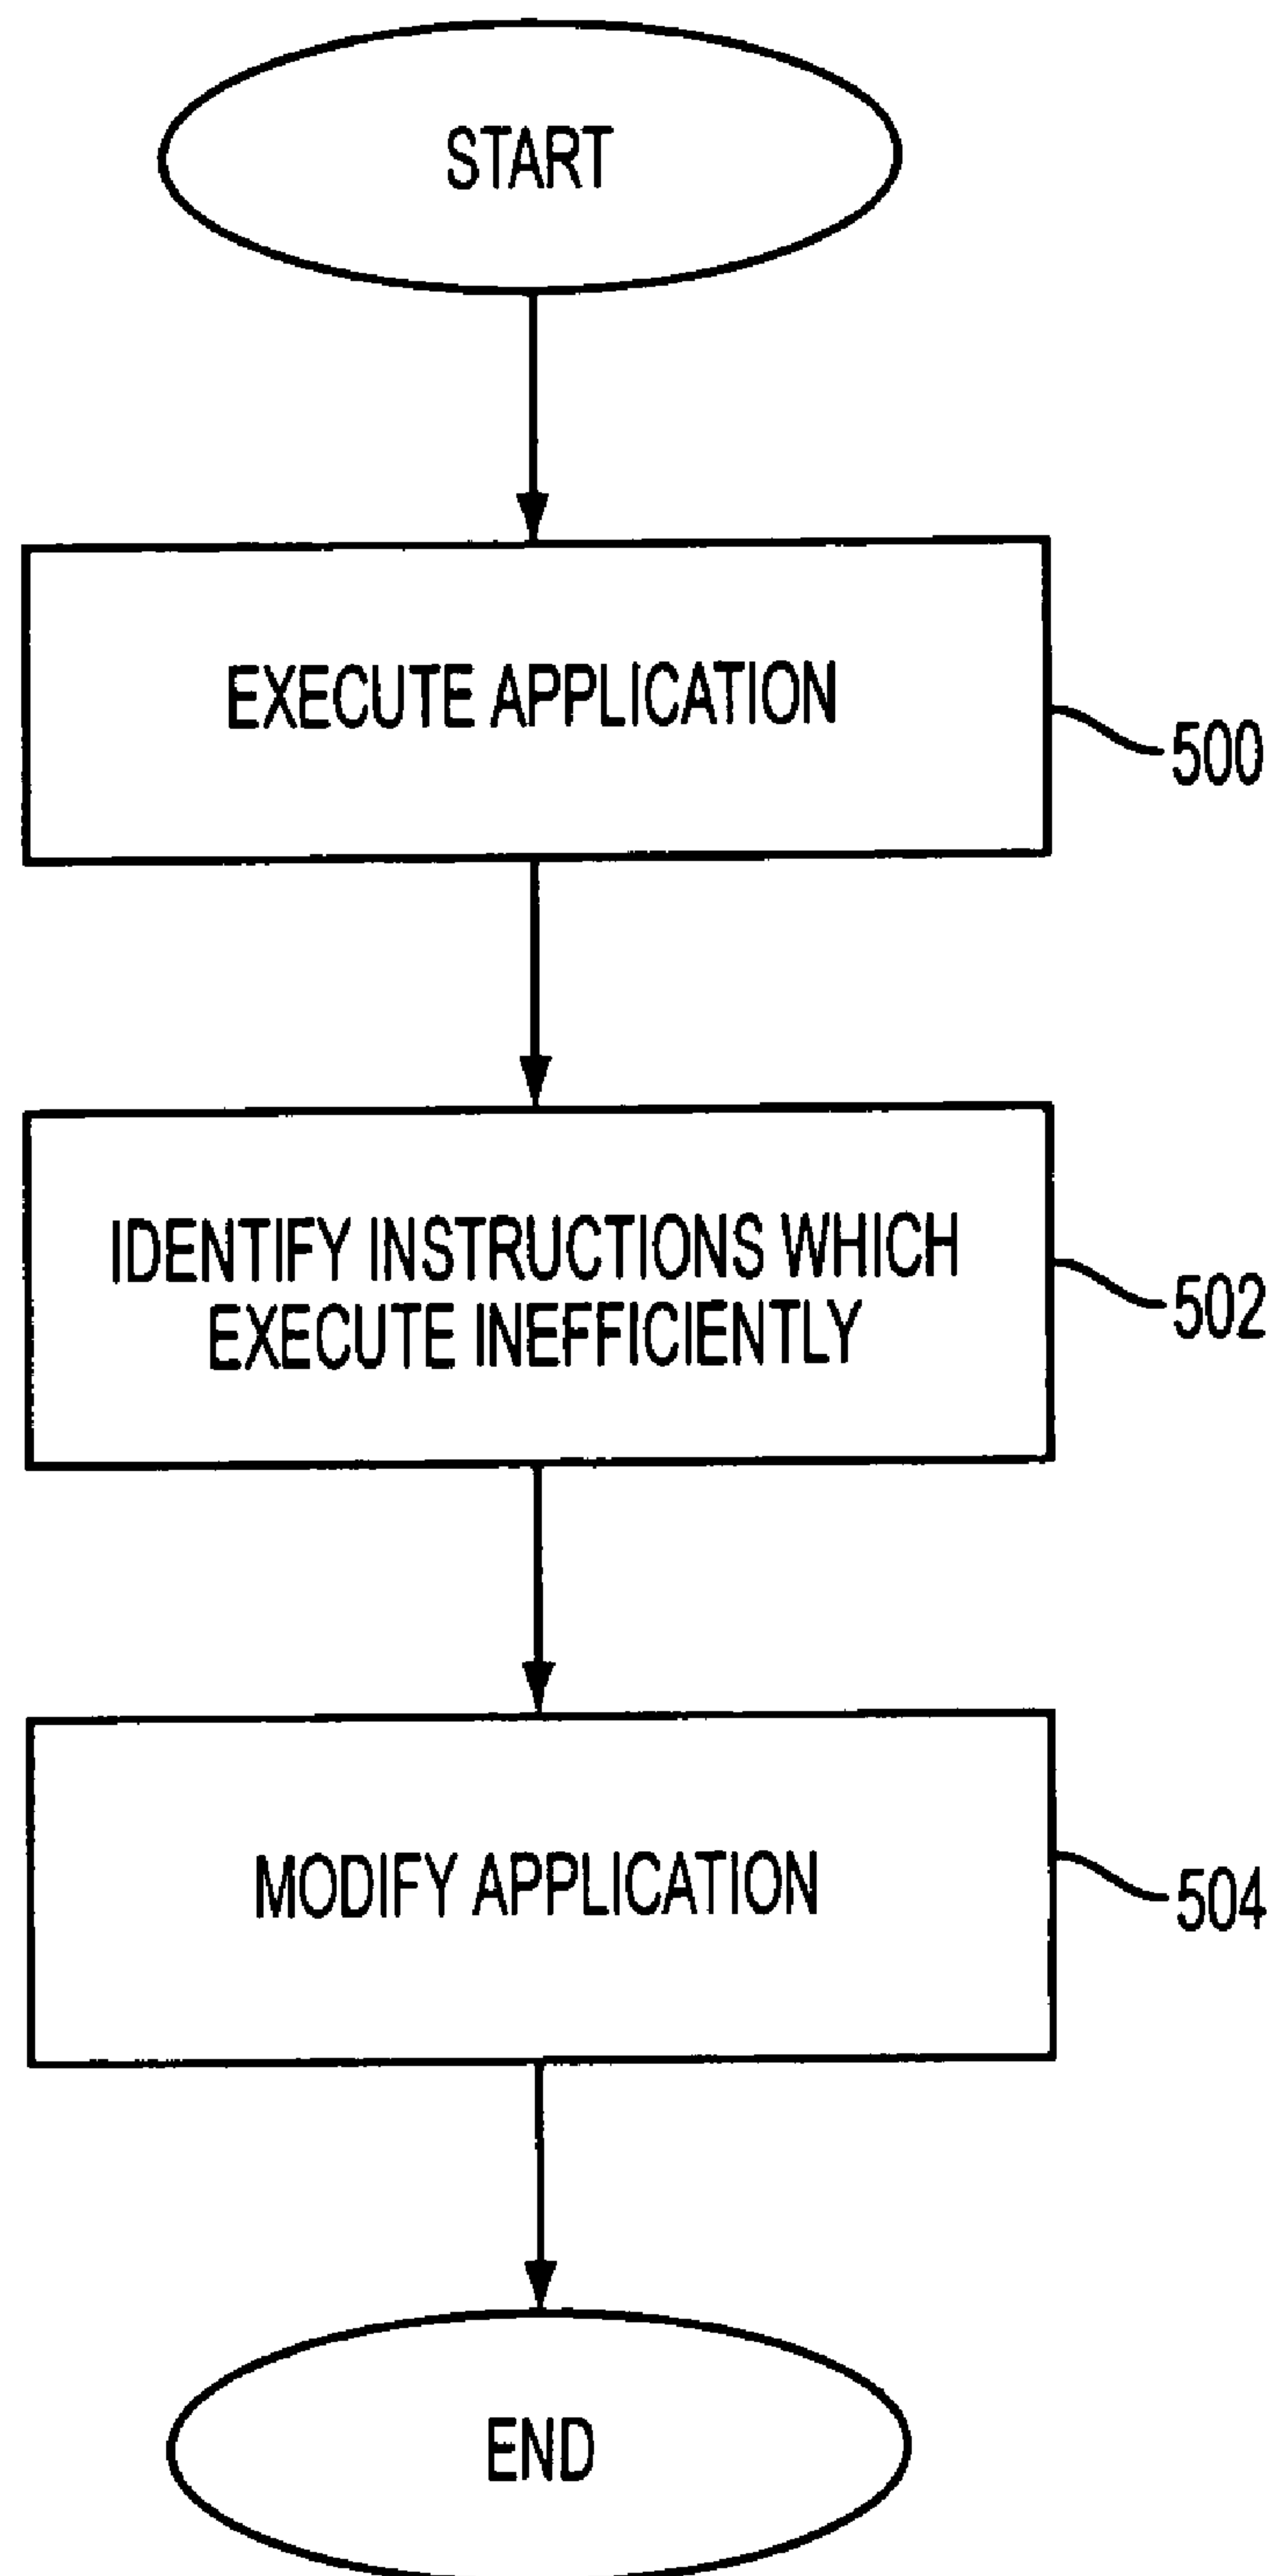 START
EXECUTE APPLICATION
500
IDENTIFY INSTRUCTIONS WHICH
EXECUTE INEFFICIENTLY
502
MODIFY APPLICATION
504
END